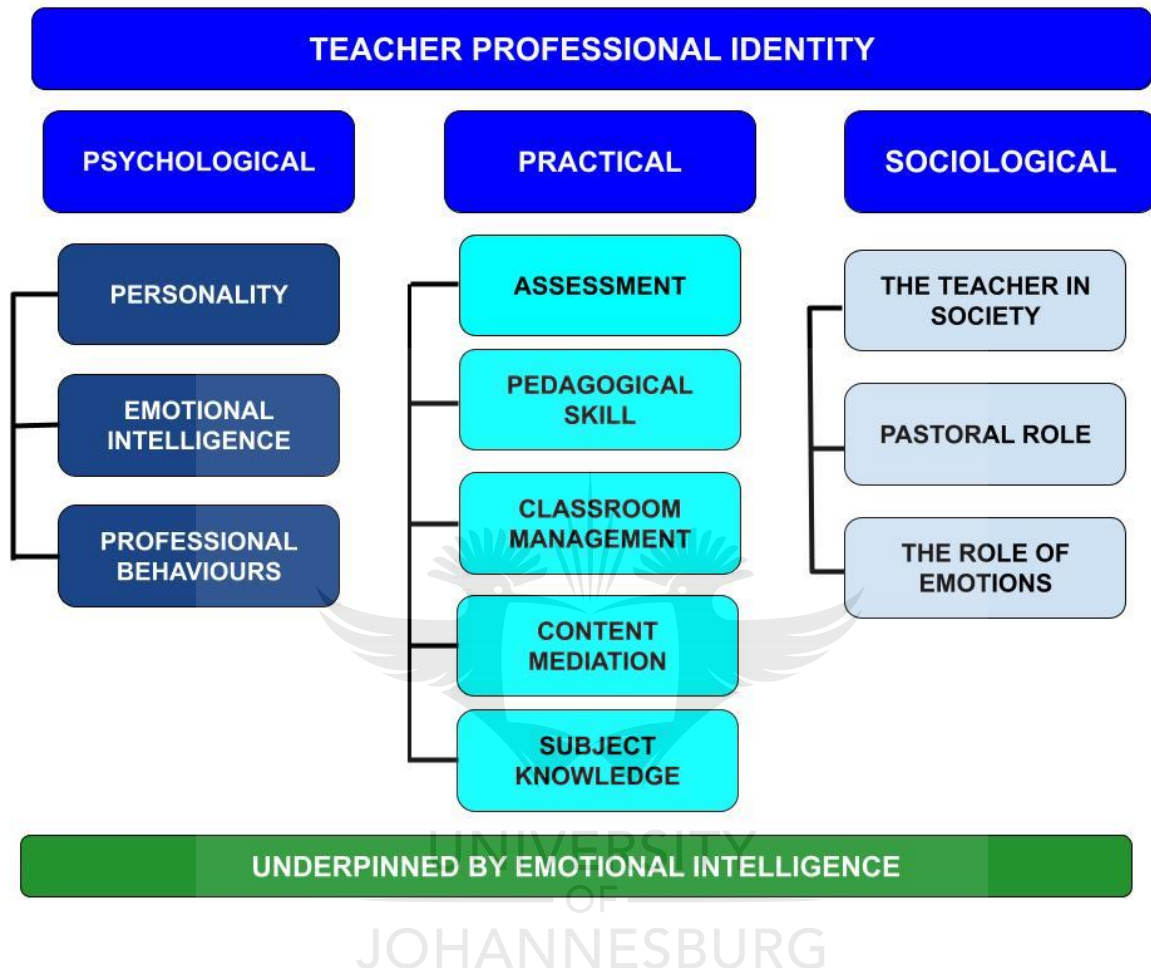 TEACHER PROFESSIONAL IDENTITY
PSYCHOLOGICAL
PERSONALITY
EMOTIONAL
INTELLIGENCE
PROFESSIONAL
BEHAVIOURS
PRACTICAL
ASSESSMENT
PEDAGOGICAL
SKILL
CLASSROOM
MANAGEMENT
CONTENT
MEDIATION
SUBJECT
KNOWLEDGE
SOCIOLOGICAL
THE TEACHER IN
SOCIETY
PASTORAL ROLE
THE ROLE OF
EMOTIONS
UNDERPINNED BY EMOTIONAL INTELLIGENCE
UNIVERSITY
OF
JOHANNESBURG